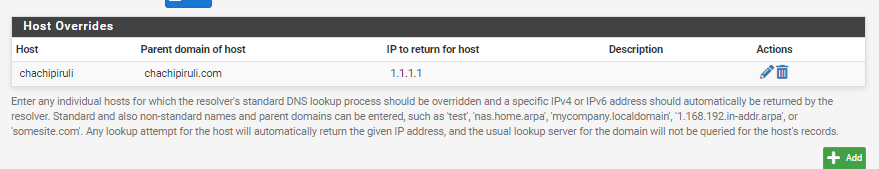 Host Overrides
Host Parent domain of host IP to return for host Description Actions
chachipiruli chachipiruli.com 1.1.1.1
Enter any individual hosts for which the resolver's standard DNS lookup process should be overridden and a specific IPv4 or IPv6 address should automatically be returned by the
resolver. Standard and also non-standard names and parent domains can be entered, such as 'test', 'nas.home.arpa', 'mycompany.localdomain', '1.168.192.in-addr.arpa', or
'somesite.com'. Any lookup attempt for the host will automatically return the given IP address, and the usual lookup server for the domain will not be queried for the host's records.
Add